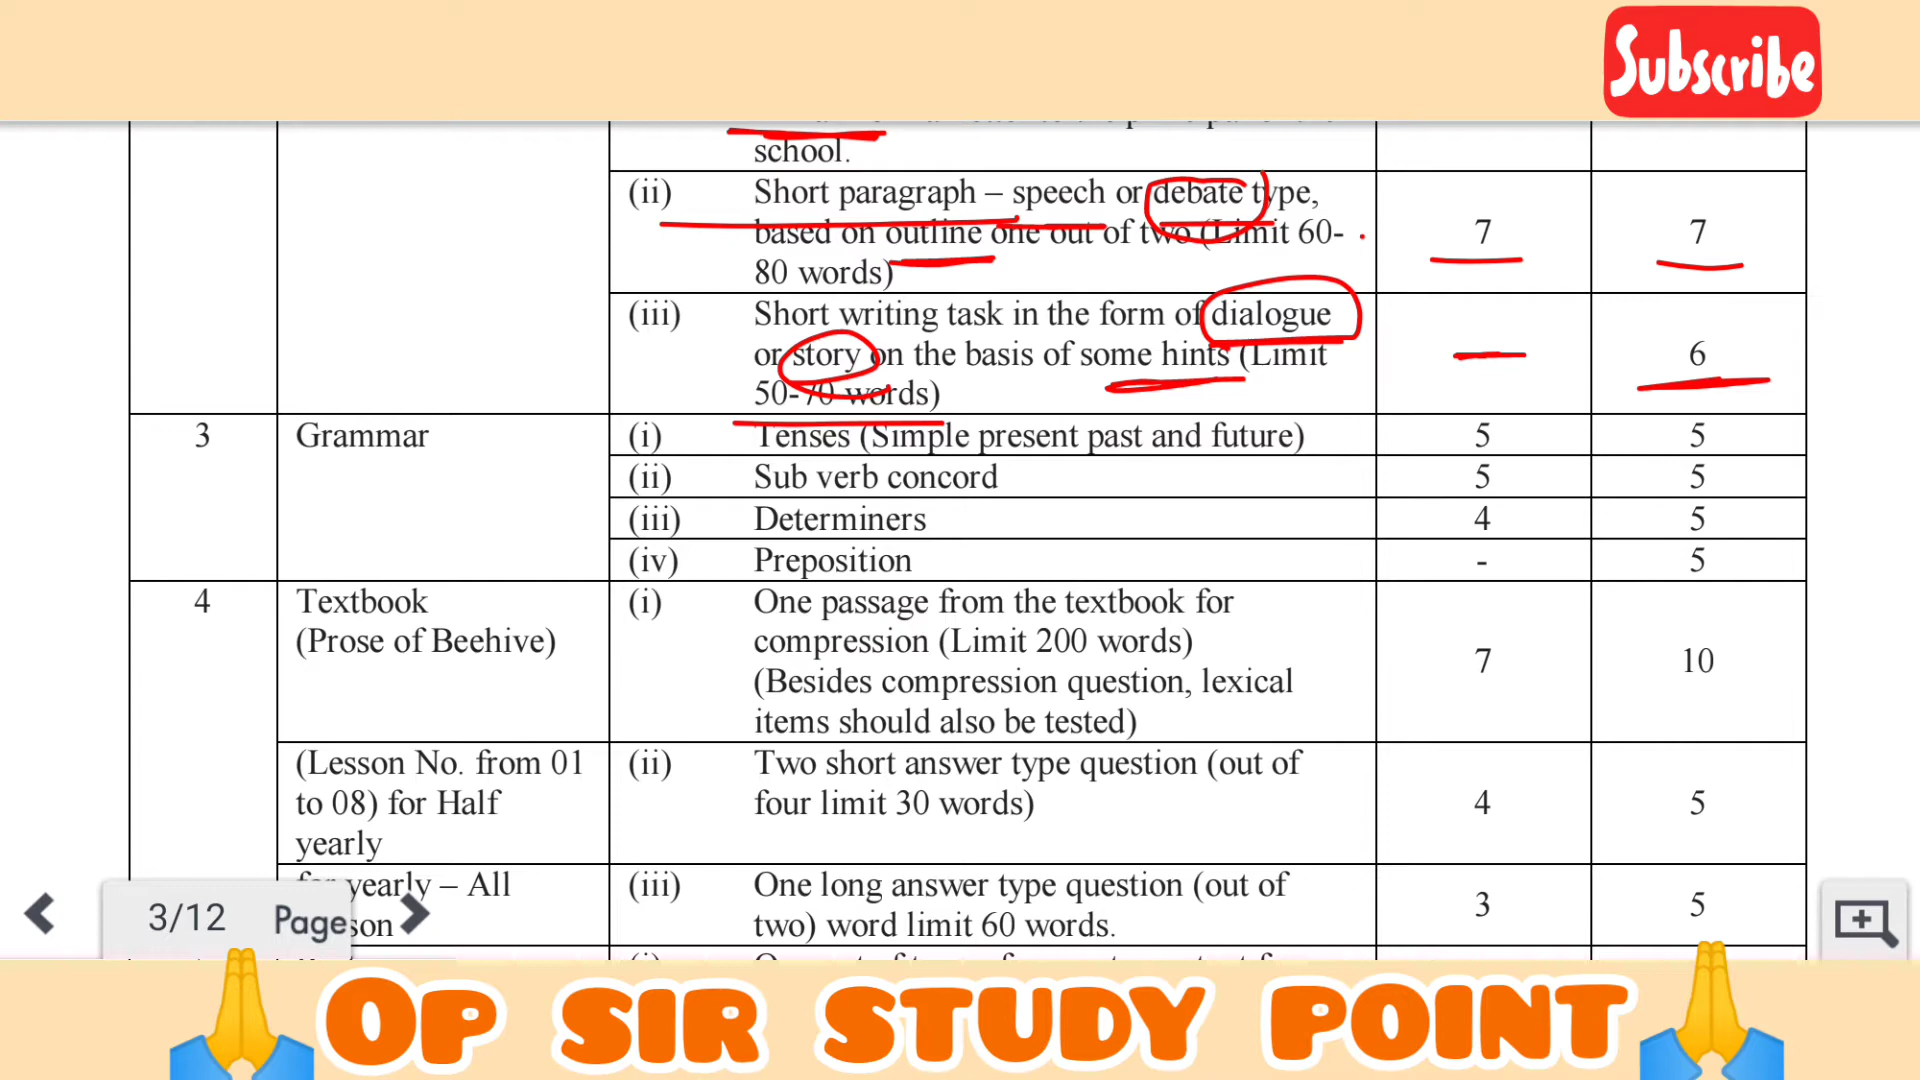 Subscribe
school.
(ii) Short paragraph – speech or debate type,
based on outline one out of two (Limit 60-
80 words)
7 7
(iii) Short writing task in the form of dialogue
or story on the basis of some hints (Limit
50-70 words)
6
3 Grammar (i) Tenses (Simple present past and future) 5 5
(ii) Sub verb concord 5 5
(iii) Determiners 4 5
(iv) Preposition - 5
4 Textbook (i) One passage from the textbook for
(Prose of Beehive) compression (Limit 200 words)
7 10
(Besides compression question, lexical
items should also be tested)
(Lesson No. from 01 (ii) Two short answer type question (out of
to 08) for Half four limit 30 words) 4 5
yearly
yearly – All (iii) One long answer type question (out of
two) word limit 60 words. 3 5
3/12 Page
OP SIR STUDY POINT